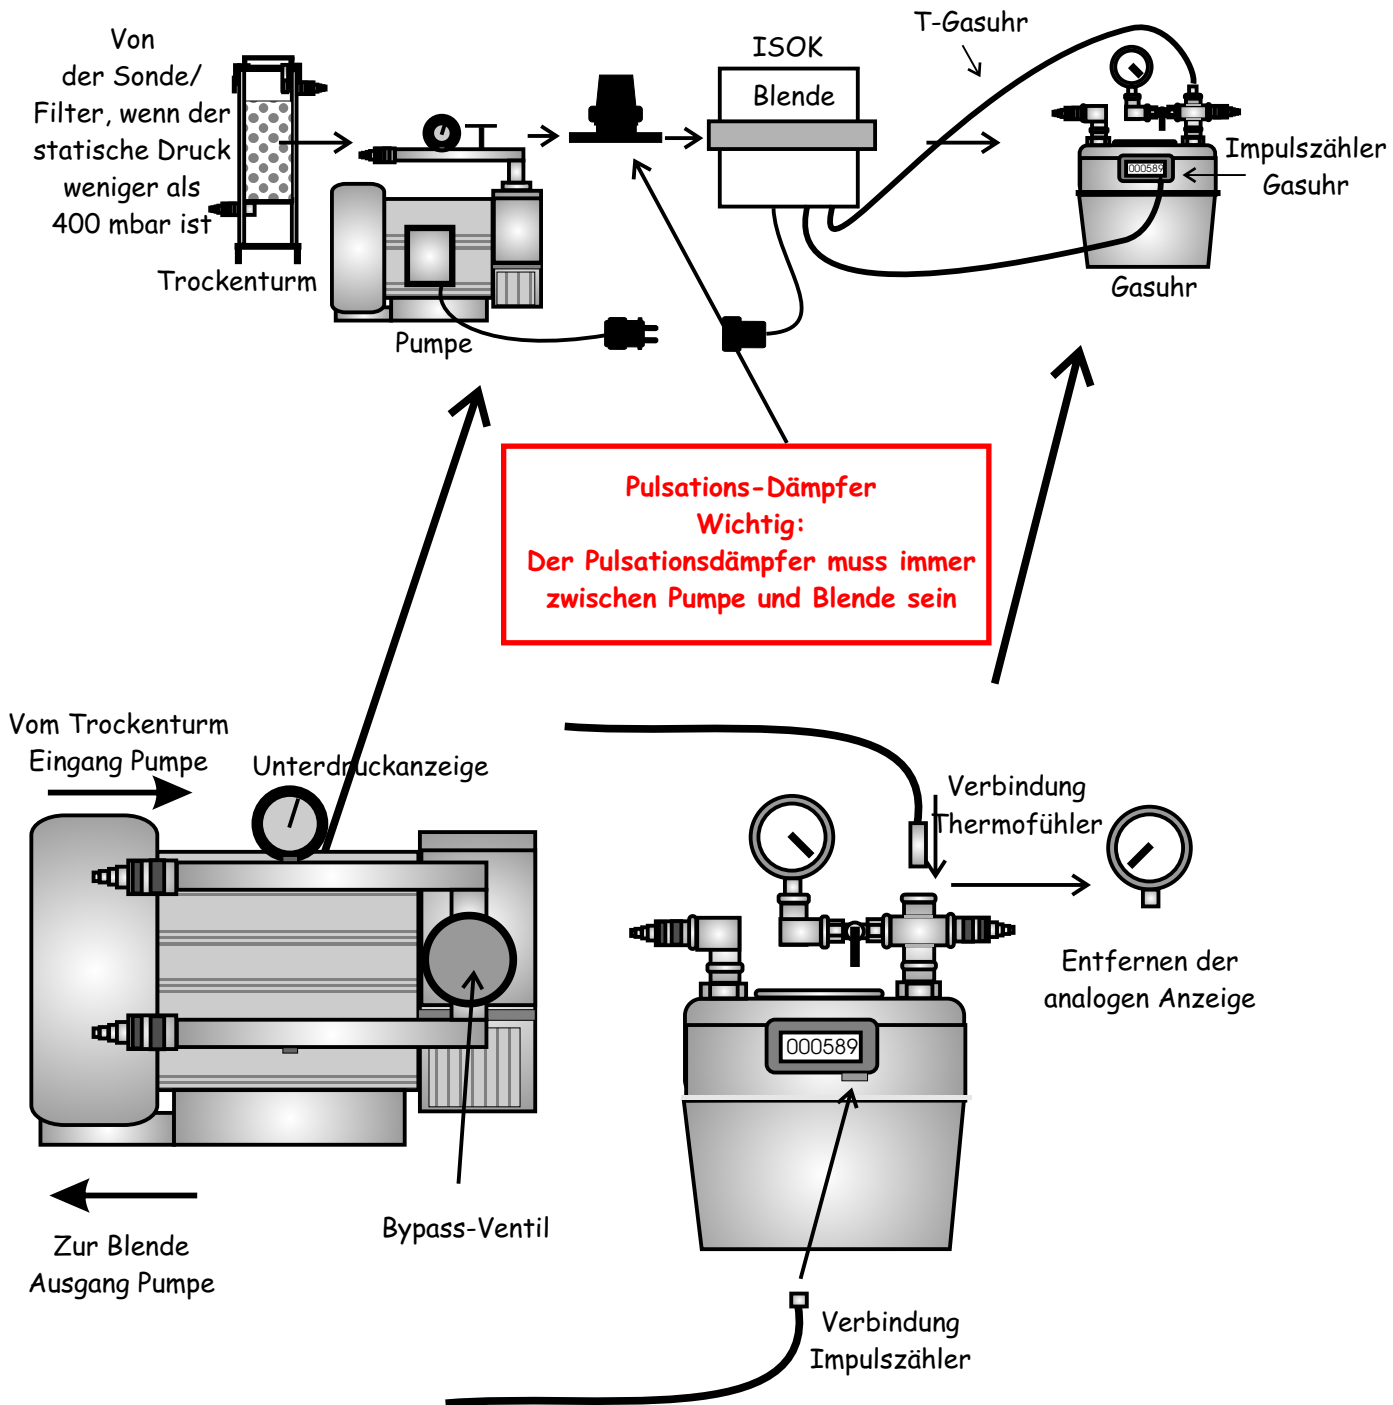 Von
der Sonde/
Filter, wenn der
statische Druck
weniger als
400 mbar ist
Trockenturm
Pumpe
ISOK
Blende
T-Gasuhr
000589
Impulszähler
Gasuhr
Gasuhr
Pulsations-Dämpfer
Wichtig:
Der Pulsationsdämpfer muss immer
zwischen Pumpe und Blende sein
Vom Trockenturm
Eingang Pumpe
Unterdruckanzeige
Bypass-Ventil
Zur Blende
Ausgang Pumpe
Verbindung
Thermofühler
Entfernen der
analogen Anzeige
000589
Verbindung
Impulszähler